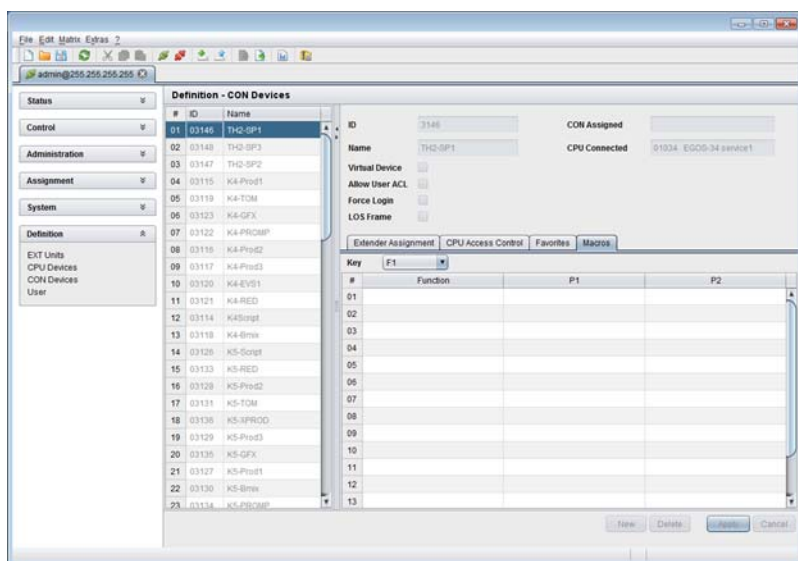 File Edit Matrix Extras ?
admin@255.255.255.255
Status
Control
Administration
Assignment
System
Definition
EXT Units
CPU Devices
CON Devices
User
Definition - CON Devices
# ID Name
01 03146 TH2-SP1
02 03148 TH2-SP3
03 03147 TH2-SP2
04 03115 K4-Prod1
05 03119 K4-TOM
06 03123 K4-GFX
07 03122 K4-PROMP
08 03116 K4-Prod2
09 03117 K4-Prod3
10 03120 K4-EVS1
11 03121 K4-RED
12 03114 K4Script
13 03118 K4-Bmix
14 03126 K5-Script
15 03133 K5-RED
16 03128 K5-Prod2
17 03131 K5-TOM
18 03136 K5-XPROD
19 03129 K5-Prod3
20 03135 K5-GFX
21 03127 K5-Prod1
22 03130 K5-Bmix
23 03134 K5-PROMP
ID 3146 CON Assigned
Name TH2-SP1 CPU Connected 01034 EGOS-34 service1
Virtual Device
Allow User ACL
Force Login
LOS Frame
Extender Assignment CPU Access Control Favorites Macros
Key F1
# Function P1 P2
01
02
03
04
05
06
07
08
09
10
11
12
13
New Delete Apply Cancel